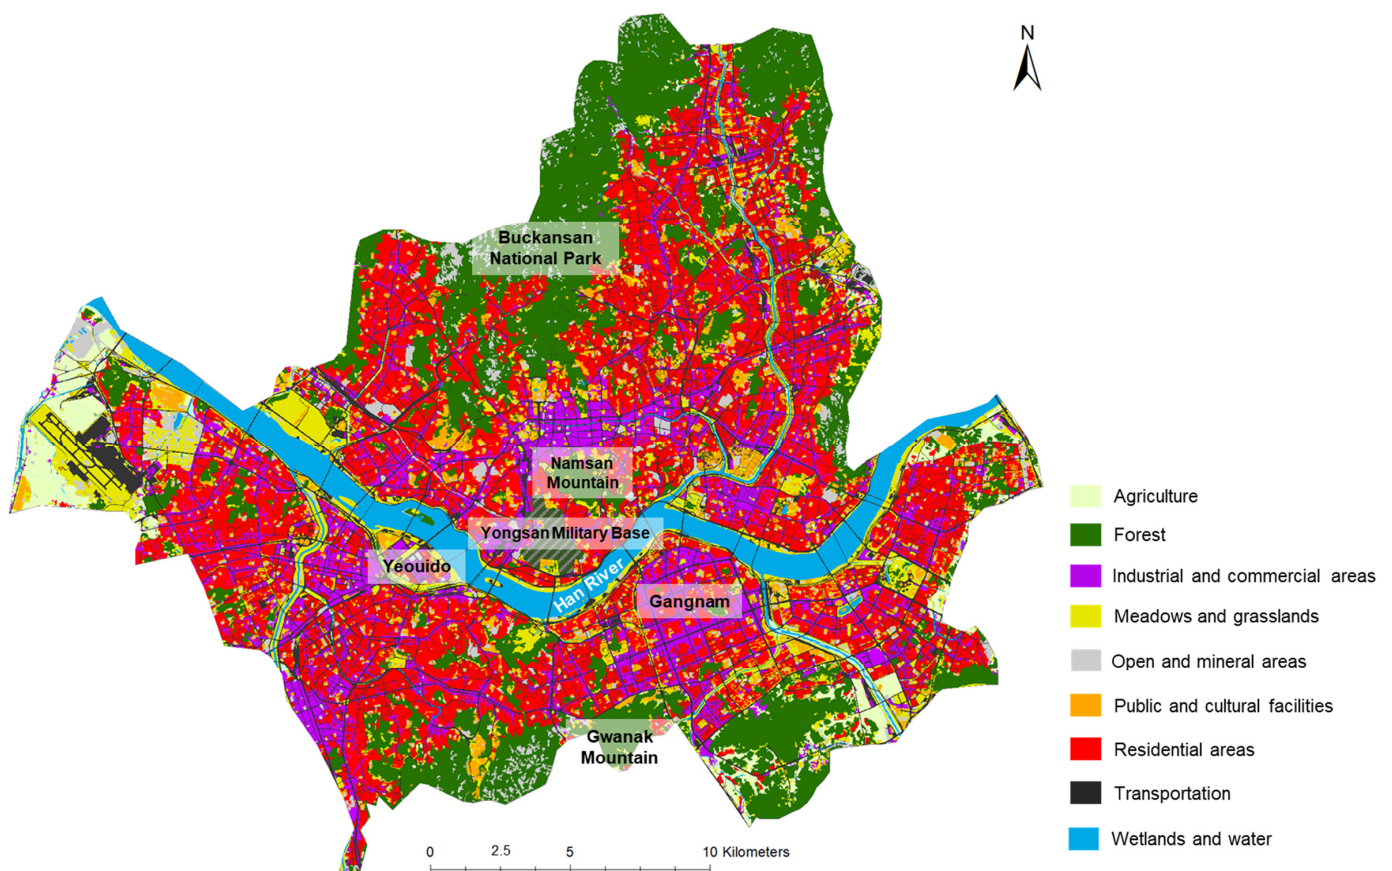 N
Buckansan
National Park
Namsan
Mountain
Yongsan Military Base
Yeouido
Han River
Gangnam
Gwanak
Mountain
Agriculture
Forest
Industrial and commercial areas
Meadows and grasslands
Open and mineral areas
Public and cultural facilities
Residential areas
Transportation
Wetlands and water
0 2.5 5 10 Kilometers